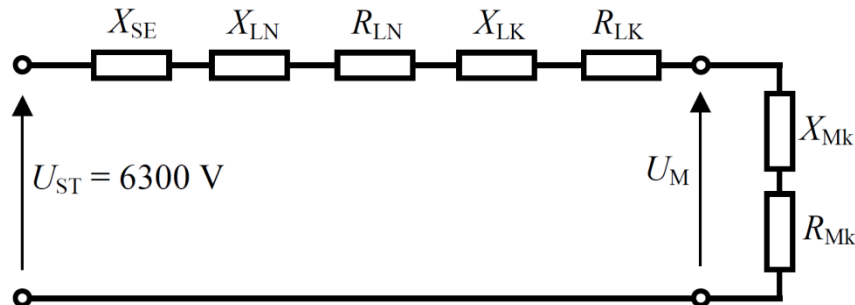 X_SE X_LN R_LN X_LK R_LK
X_Mk
U_ST = 6300 V
U_M
R_Mk